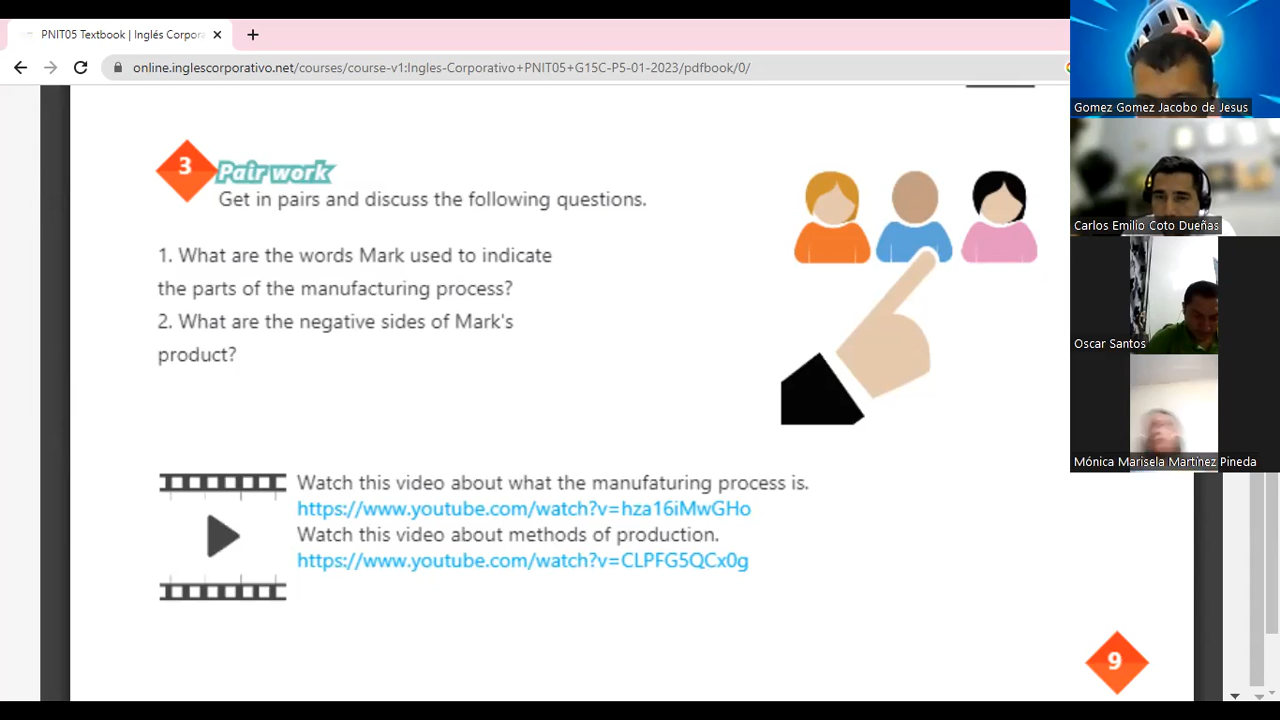 PNIT05 Textbook | Inglés Corpora
online.inglescorporativo.net/courses/course-v1:Ingles-Corporativo+PNIT05+G15C-P5-01-2023/pdfbook/0/
3
Pair work
Get in pairs and discuss the following questions.
1. What are the words Mark used to indicate
the parts of the manufacturing process?
2. What are the negative sides of Mark's
product?
Watch this video about what the manufaturing process is.
https://www.youtube.com/watch?v=hza16iMwGHo
Watch this video about methods of production.
https://www.youtube.com/watch?v=CLPFG5QCx0g
9
Gomez Gomez Jacobo de Jesus
Carlos Emilio Coto Dueñas
Oscar Santos
Mónica Marisela Martínez Pineda